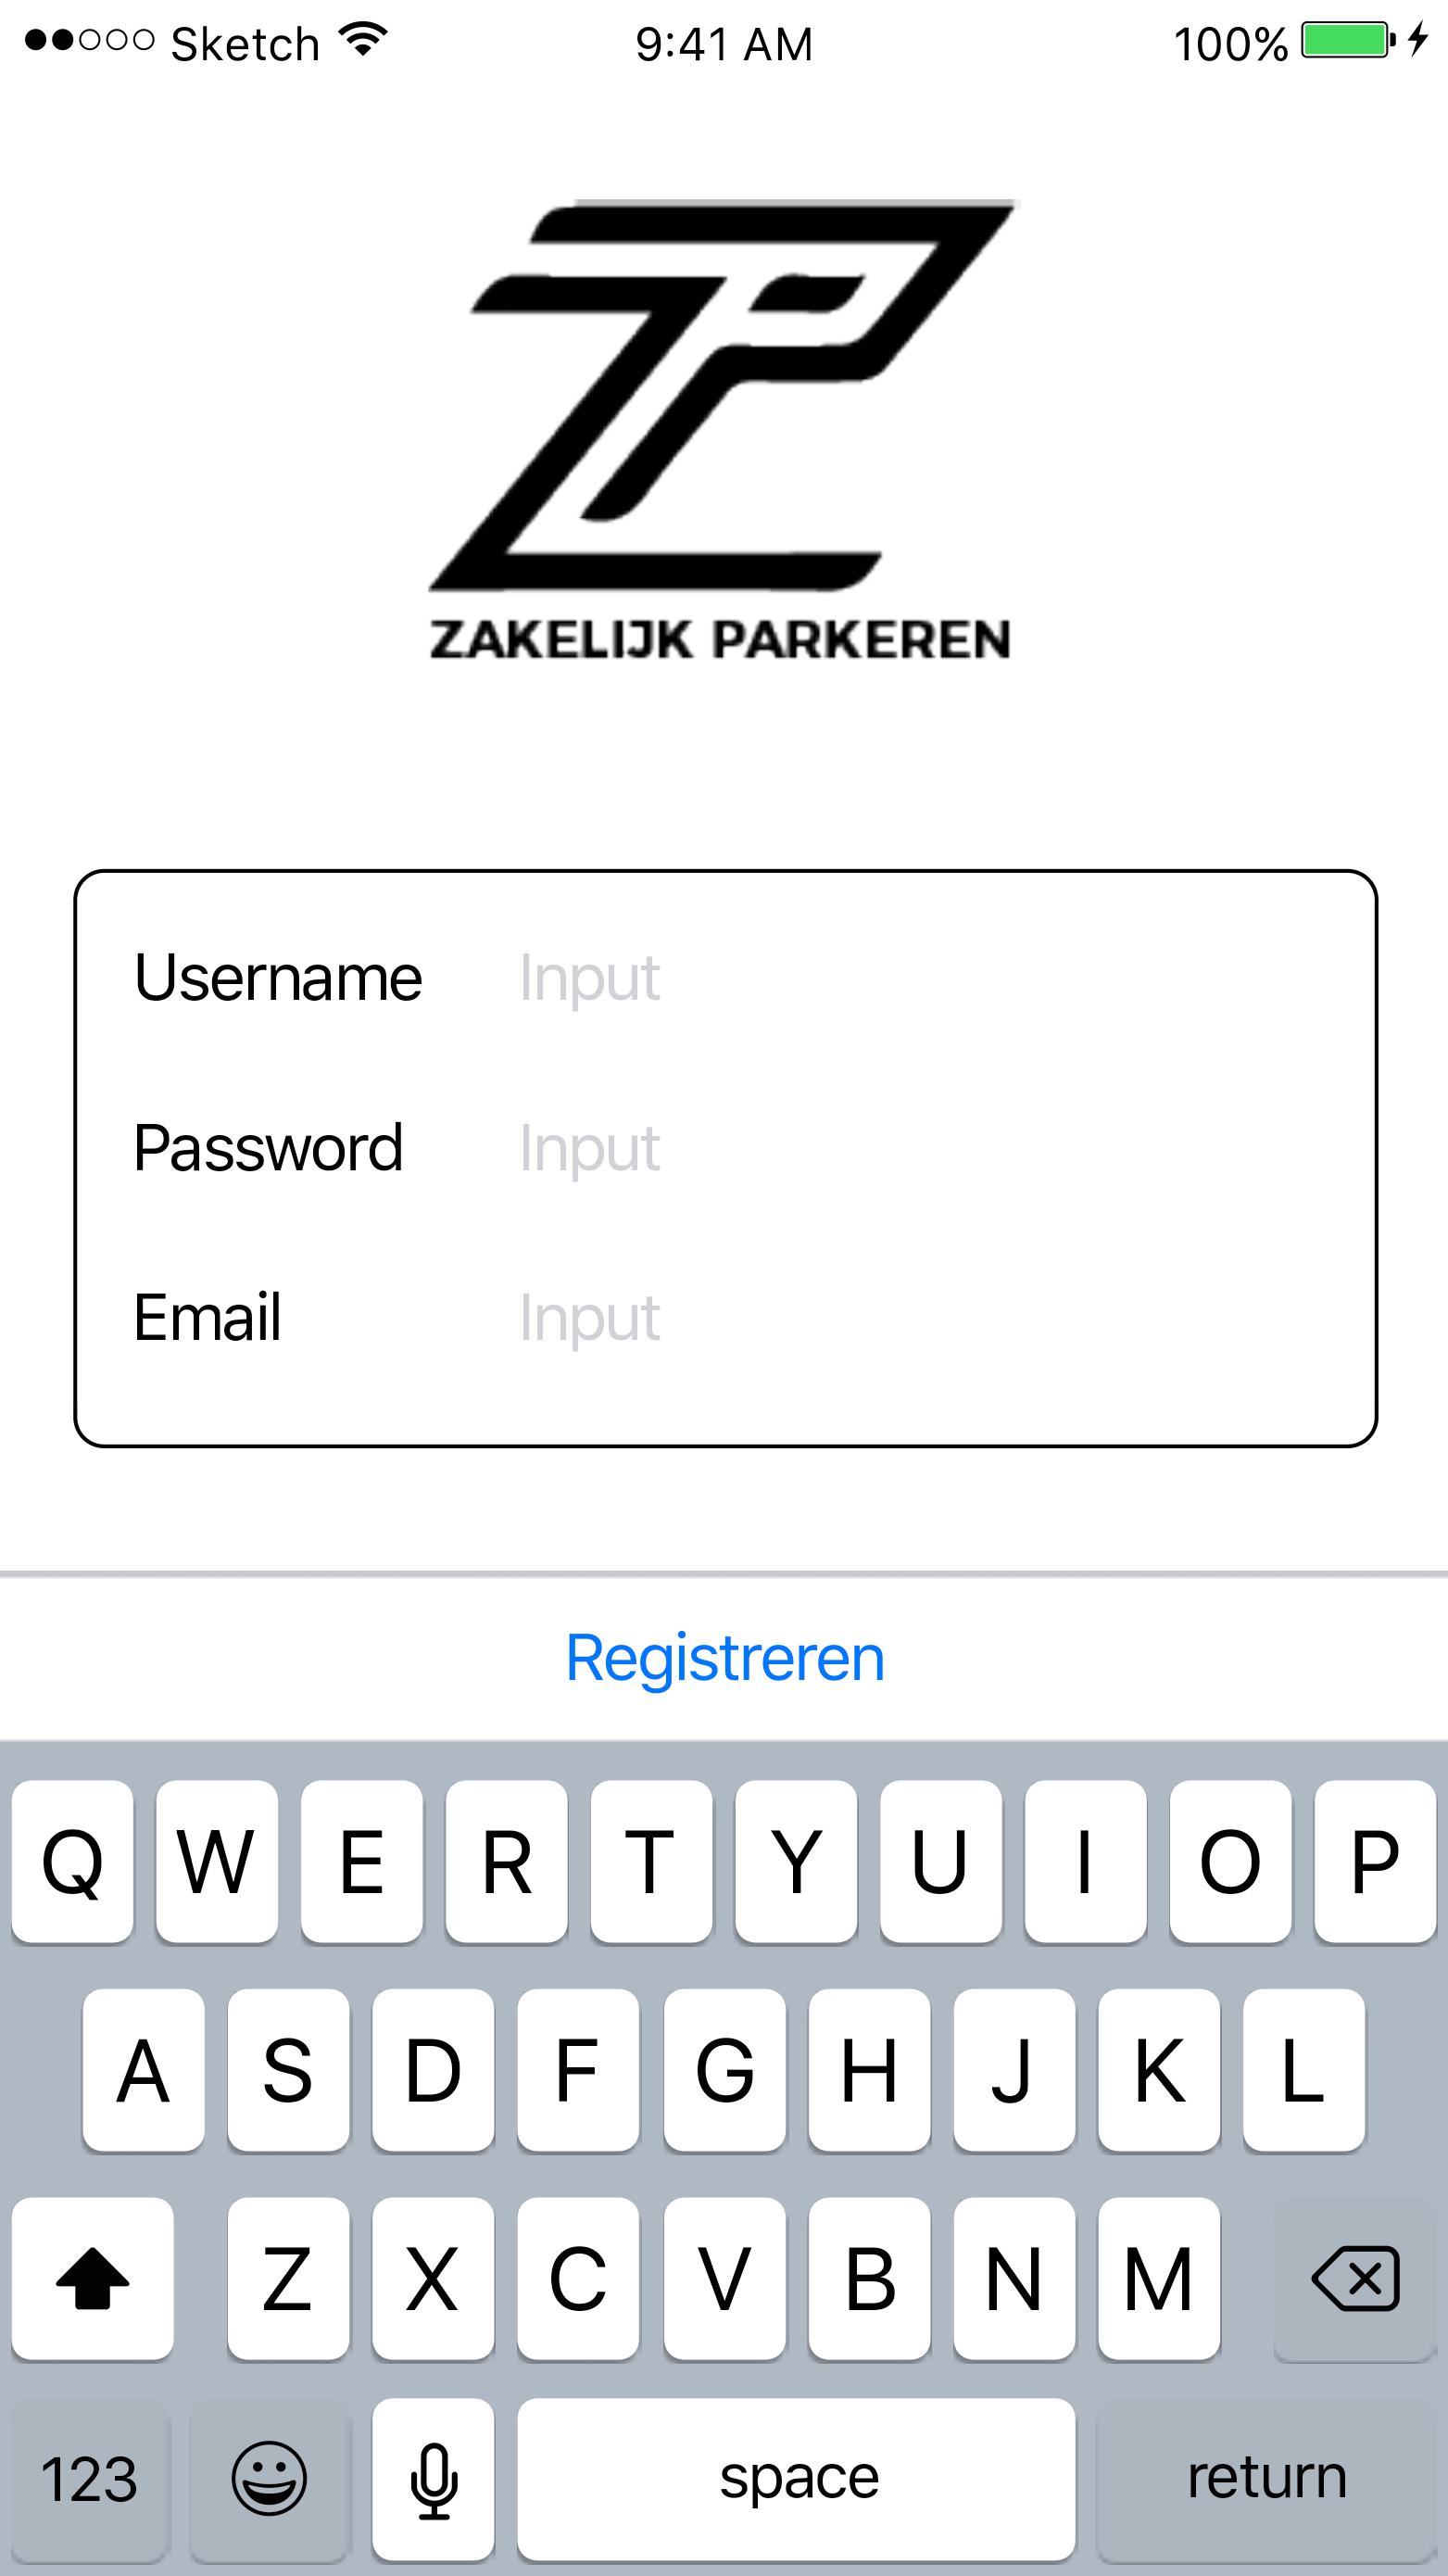 Sketch 9:41 AM 100%
ZAKELIJK PARKEREN
Username Input
Password Input
Email Input
Registreren
Q W E R T Y U I O P
A S D F G H J K L
Z X C V B N M
123 space return